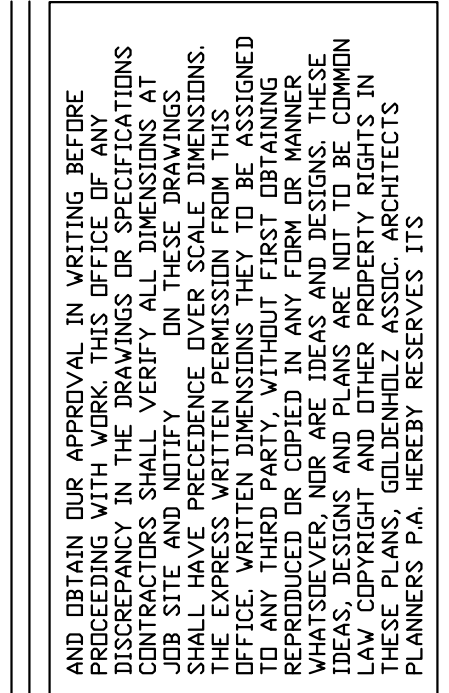 AND OBTAIN OUR APPROVAL IN WRITING BEFORE
PROCEEDING WITH WORK. THIS OFFICE OF ANY
DISCREPANCY IN THE DRAWINGS OR SPECIFICATIONS
CONTRACTORS SHALL VERIFY ALL DIMENSIONS AT
JOB SITE AND NOTIFY ON THESE DRAWINGS
SHALL HAVE PRECEDENCE OVER SCALE DIMENSIONS.
THE EXPRESS WRITTEN PERMISSION FROM THIS
OFFICE. WRITTEN DIMENSIONS THEY TO BE ASSIGNED
TO ANY THIRD PARTY, WITHOUT FIRST OBTAINING
REPRODUCED OR COPIED IN ANY FORM OR MANNER
WHATSOEVER, NOR ARE IDEAS AND DESIGNS. THESE
IDEAS, DESIGNS AND PLANS ARE NOT TO BE COMMON
LAW COPYRIGHT AND OTHER PROPERTY RIGHTS IN
THESE PLANS, GOLDENHOLZ ASSOC. ARCHITECTS
PLANNERS P.A. HEREBY RESERVES ITS